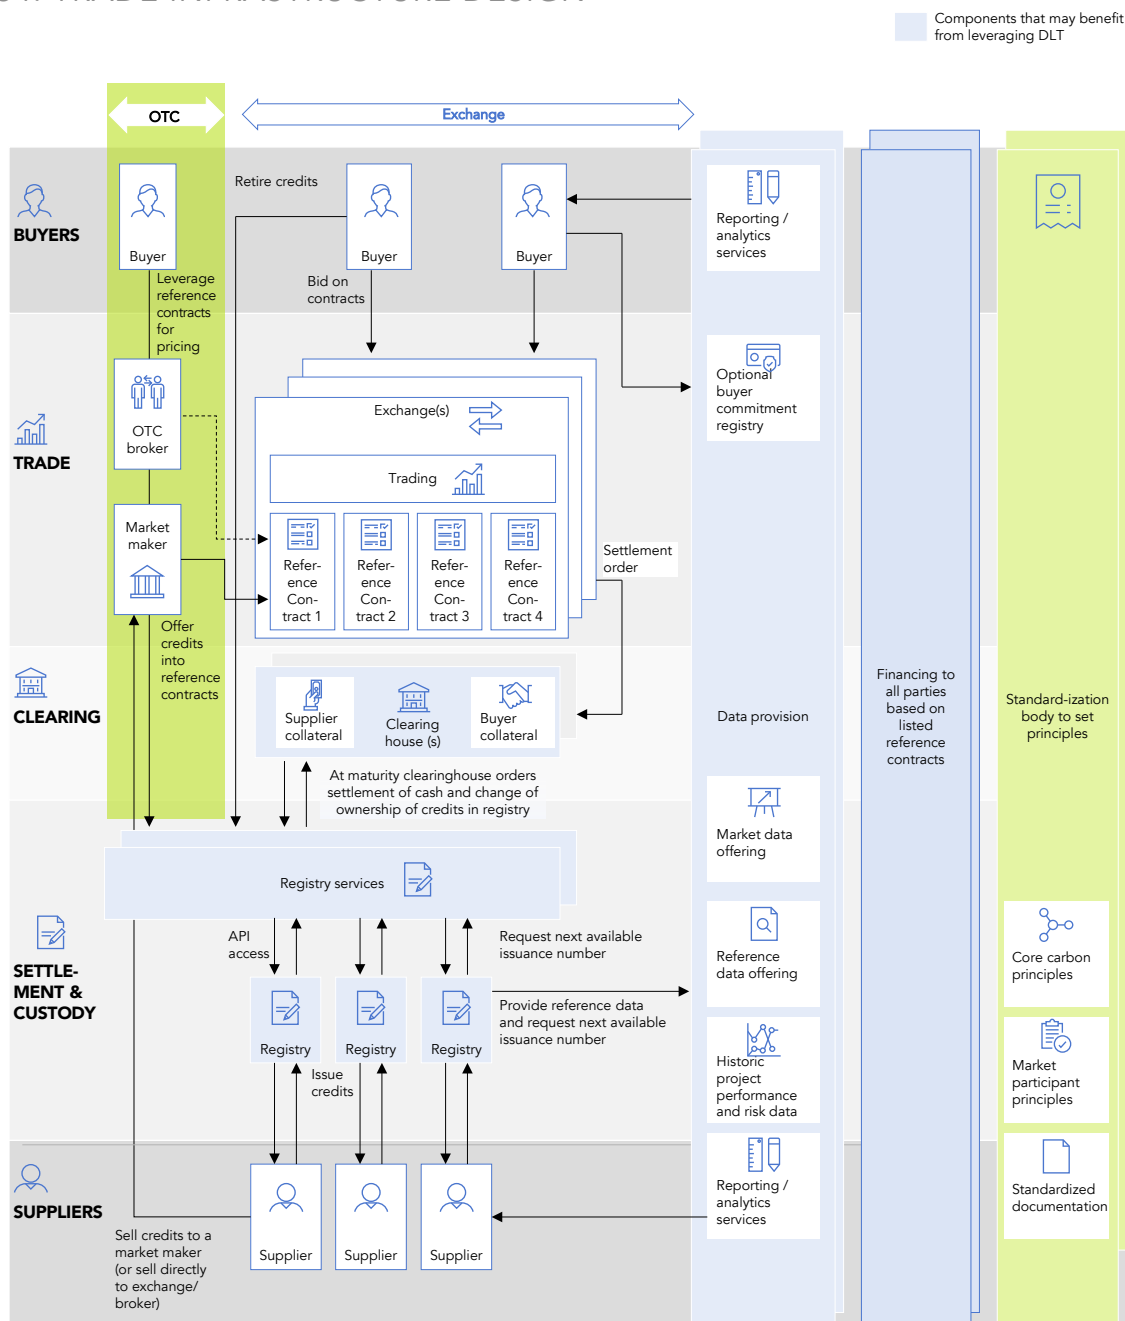 Components that may benefit
from leveraging DLT
OTC
Exchange
BUYERS
Buyer
Retire credits
Buyer
Buyer
Reporting /
analytics
services
Leverage
reference
contracts
for
pricing
Bid on
contracts
TRADE
OTC
broker
Exchange(s)
Optional
buyer
commitment
registry
Trading
Market
maker
Refer-
ence
Con-
tract 1
Refer-
ence
Con-
tract 2
Refer-
ence
Con-
tract 3
Refer-
ence
Con-
tract 4
Settlement
order
Offer
credits
into
reference
contracts
CLEARING
Supplier
collateral
Clearing
house (s)
Buyer
collateral
Data provision
Financing to
all parties
based on
listed
reference
contracts
Standard-ization
body to set
principles
At maturity clearinghouse orders
settlement of cash and change of
ownership of credits in registry
Market data
offering
Registry services
SETTLE-
MENT &
CUSTODY
API
access
Request next available
issuance number
Reference
data offering
Core carbon
principles
Registry
Registry
Registry
Provide reference data
and request next available
issuance number
Issue
credits
Historic
project
performance
and risk data
Market
participant
principles
SUPPLIERS
Supplier
Supplier
Supplier
Reporting /
analytics
services
Standardized
documentation
Sell credits to a
market maker
(or sell directly
to exchange/
broker)